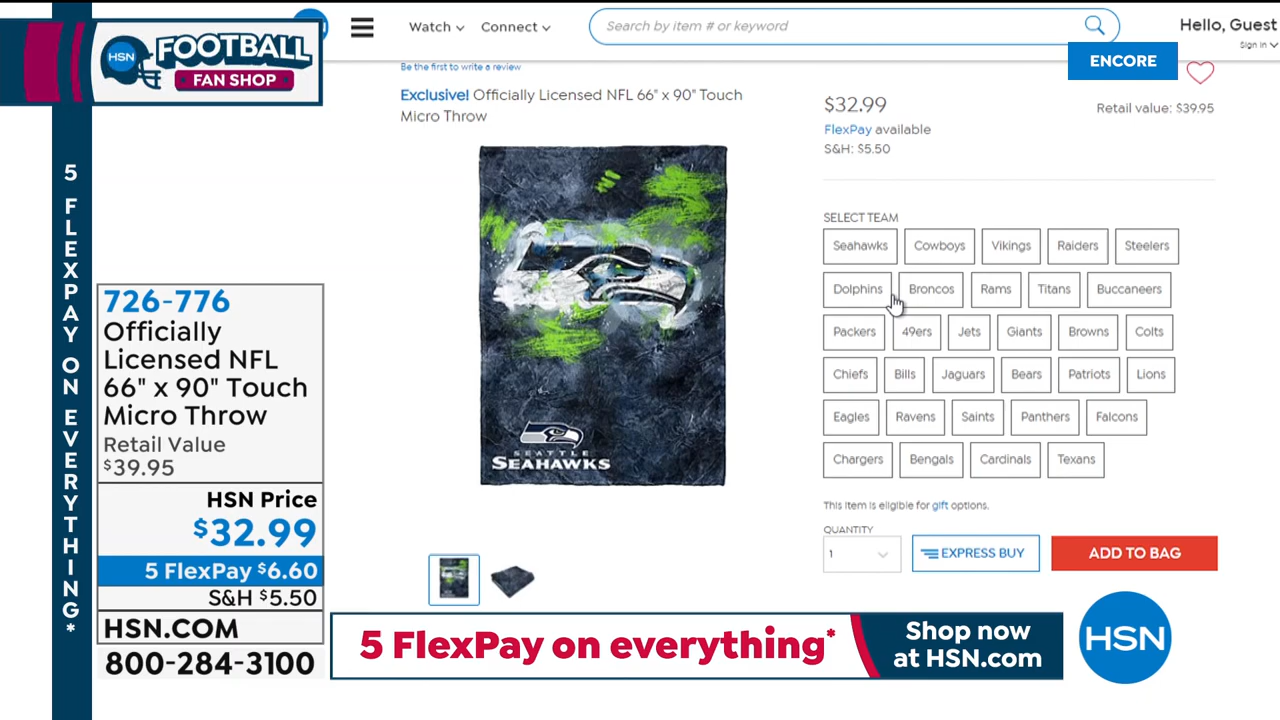 HSN
FOOTBALL
FAN SHOP
Watch
Connect
Search by item # or keyword
Hello, Guest
Sign In
ENCORE
Be the first to write a review
Exclusive! Officially Licensed NFL 66" x 90" Touch
Micro Throw
$32.99
Retail value: $39.95
FlexPay available
S&H: $5.50
SEATTLE
SEAHAWKS
SELECT TEAM
Seahawks Cowboys Vikings Raiders Steelers
Dolphins Broncos Rams Titans Buccaneers
Packers 49ers Jets Giants Browns Colts
Chiefs Bills Jaguars Bears Patriots Lions
Eagles Ravens Saints Panthers Falcons
Chargers Bengals Cardinals Texans
This item is eligible for gift options.
QUANTITY
1
EXPRESS BUY
ADD TO BAG
5 FLEXPAY ON EVERYTHING*
726-776
Officially
Licensed NFL
66" x 90" Touch
Micro Throw
Retail Value
$39.95
HSN Price
$32.99
5 FlexPay $6.60
S&H $5.50
HSN.COM
800-284-3100
5 FlexPay on everything*
Shop now
at HSN.com
HSN